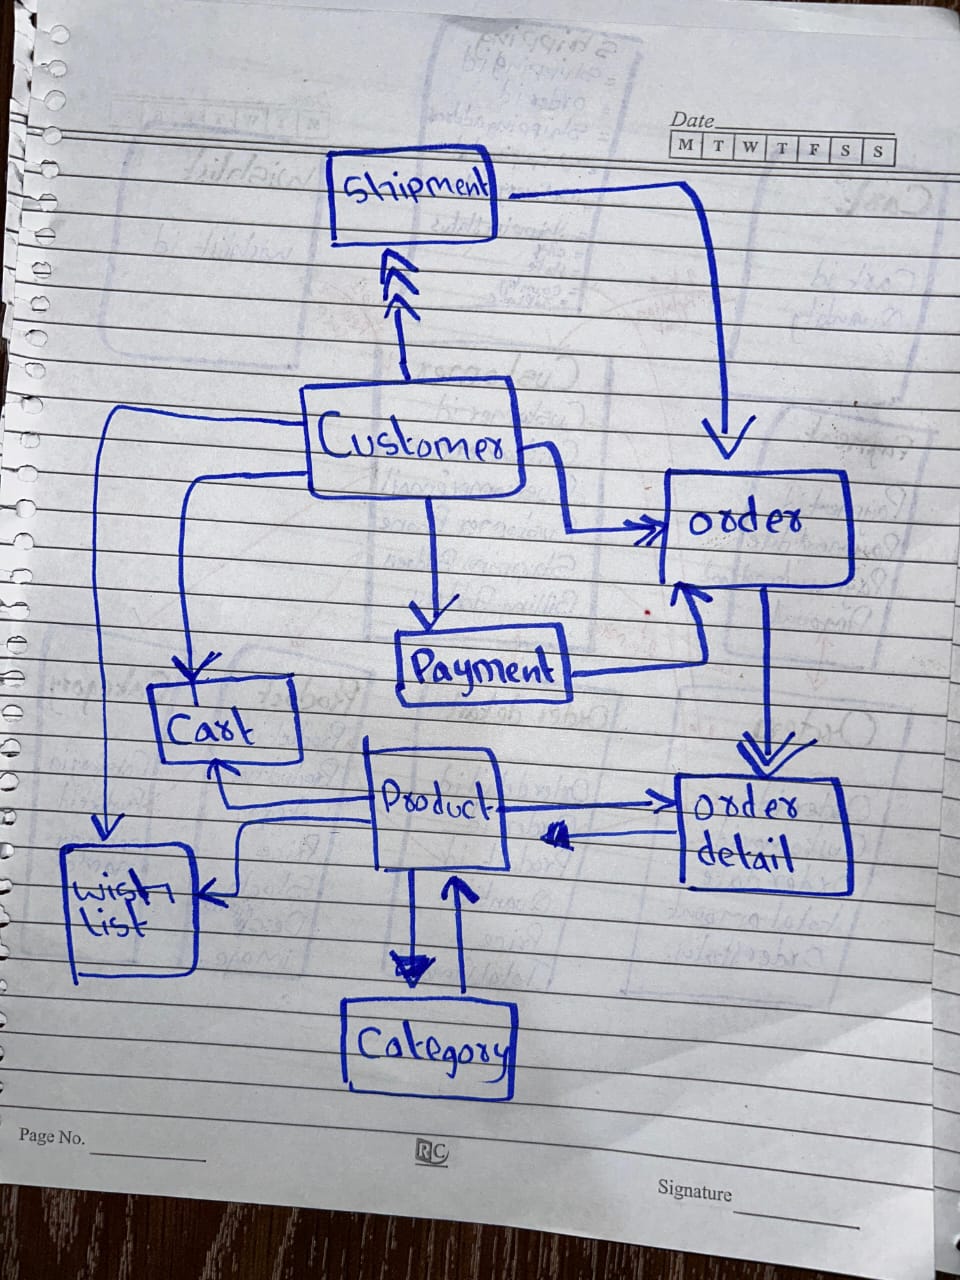 Date
M T W T F S S
Shipment
Customer
order
Payment
Cart
Product
order
detail
wish
list
Category
Page No.
RC
Signature